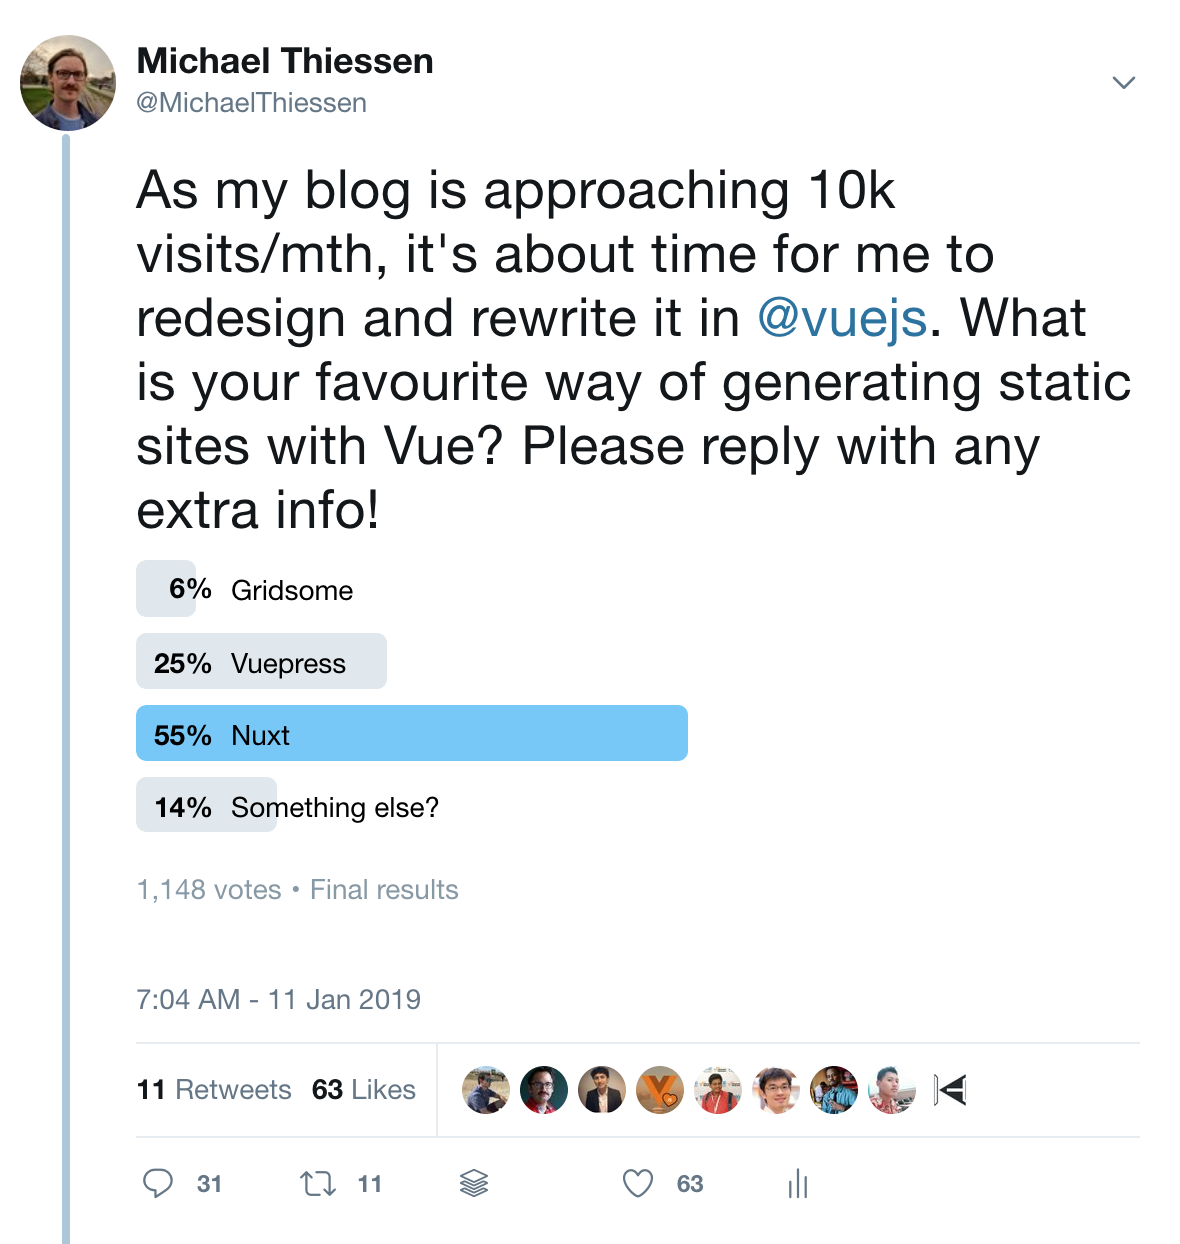 Michael Thiessen
@MichaelThiessen
As my blog is approaching 10k
visits/mth, it's about time for me to
redesign and rewrite it in @vuejs. What
is your favourite way of generating static
sites with Vue? Please reply with any
extra info!
6% Gridsome
25% Vuepress
55% Nuxt
14% Something else?
1,148 votes • Final results
7:04 AM - 11 Jan 2019
11 Retweets 63 Likes
31 11 63